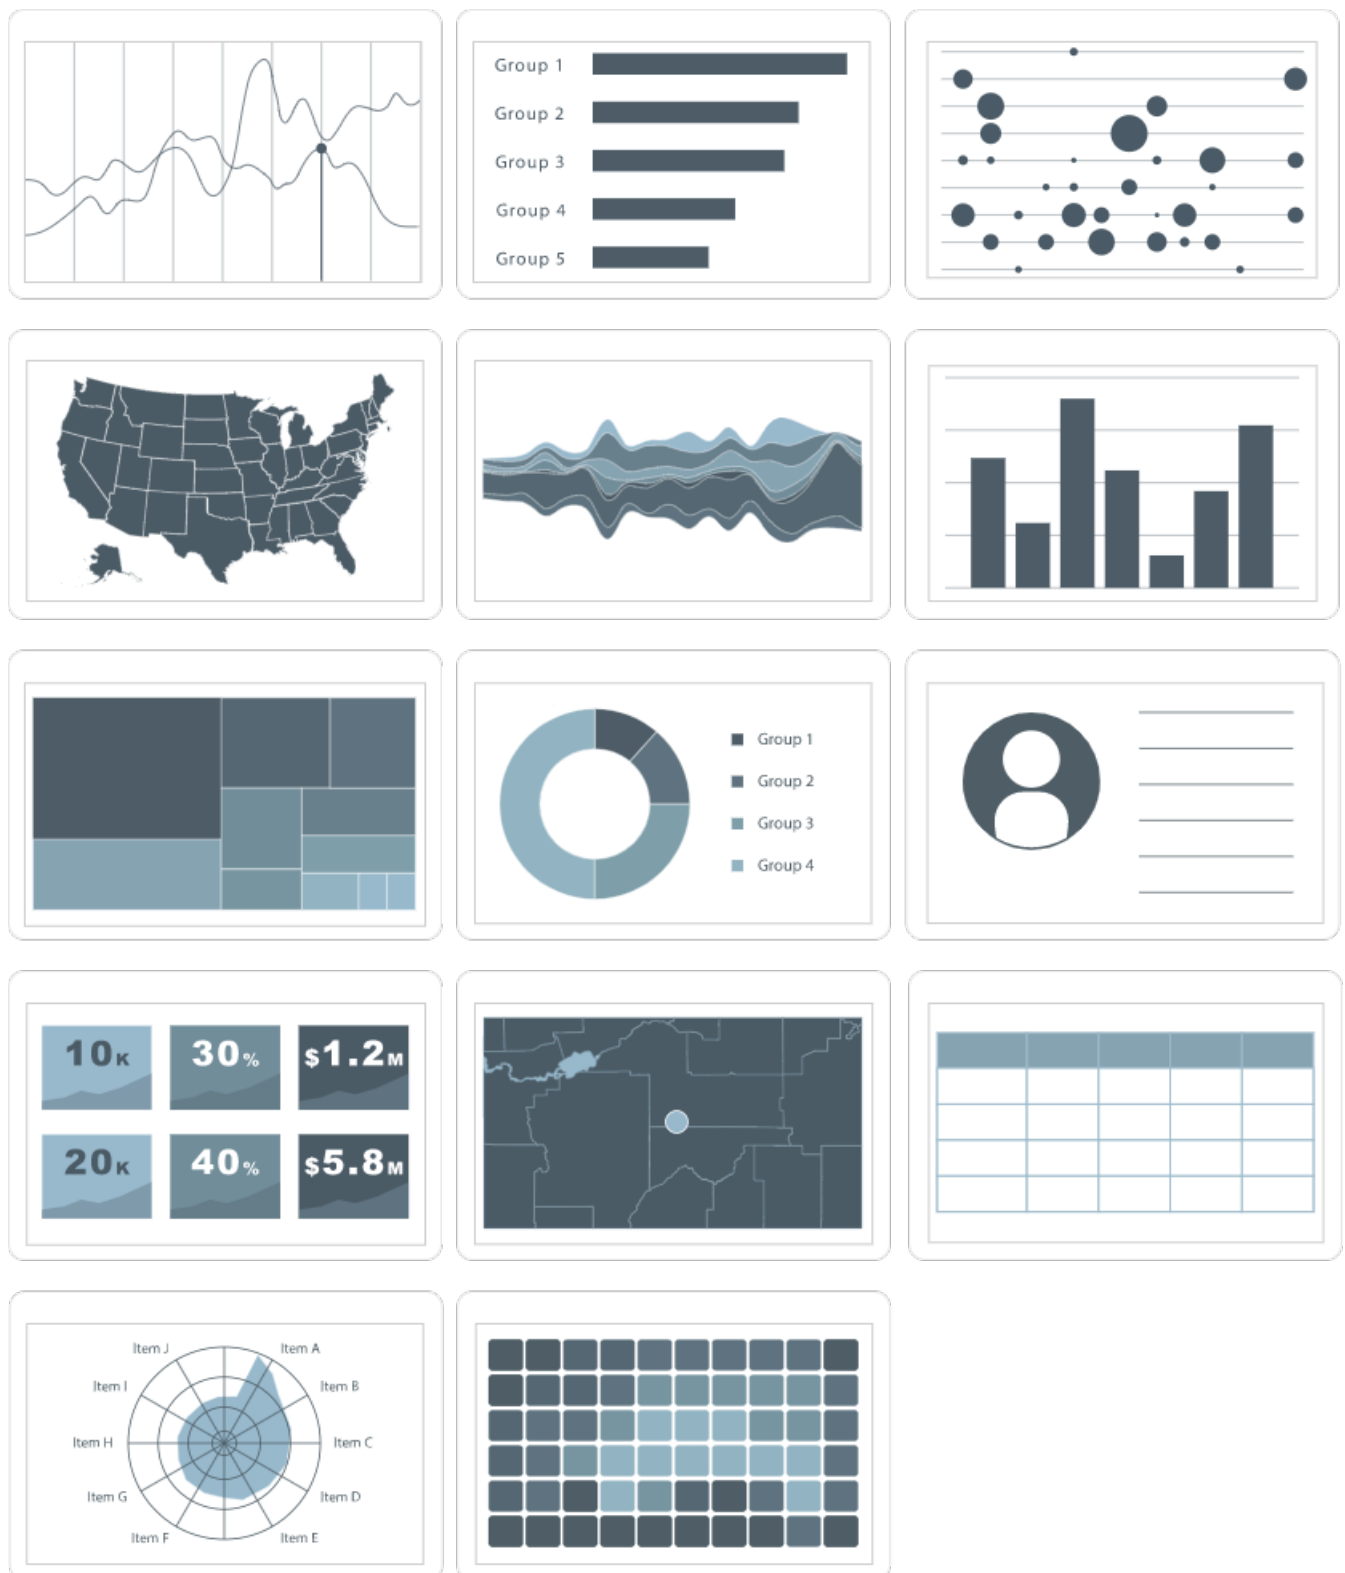 Group 1
Group 2
Group 3
Group 4
Group 5
Group 1
Group 2
Group 3
Group 4
10K
30%
$1.2M
20K
40%
$5.8M
Item J
Item A
Item I
Item B
Item H
Item C
Item G
Item D
Item F
Item E